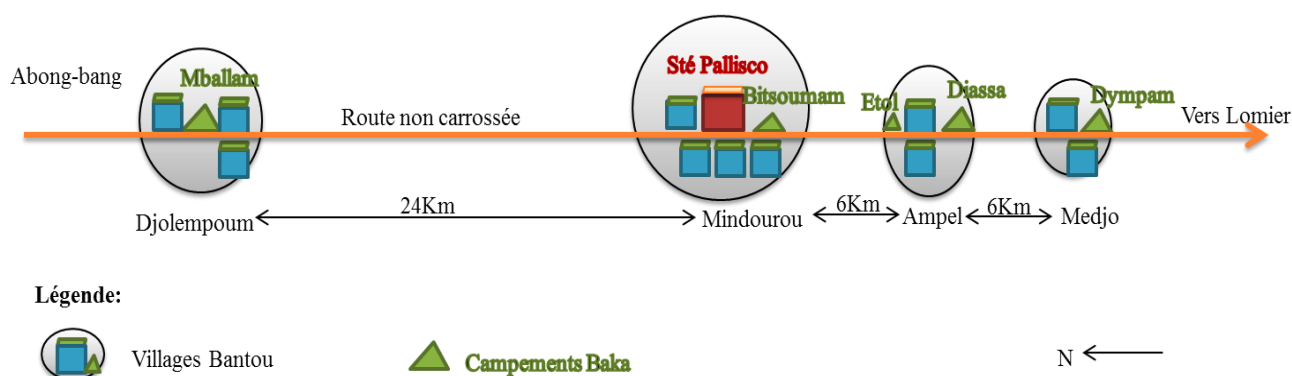 Abong-bang
Mballam
Route non carrossée
Sté Pallisco
Bitsoumam
Etol
Diassa
Dympam
Vers Lomier
Djolempoum
24Km
Mindourou
6Km
Ampel
6Km
Medjo
Légende:
Villages Bantou
Campements Baka
N